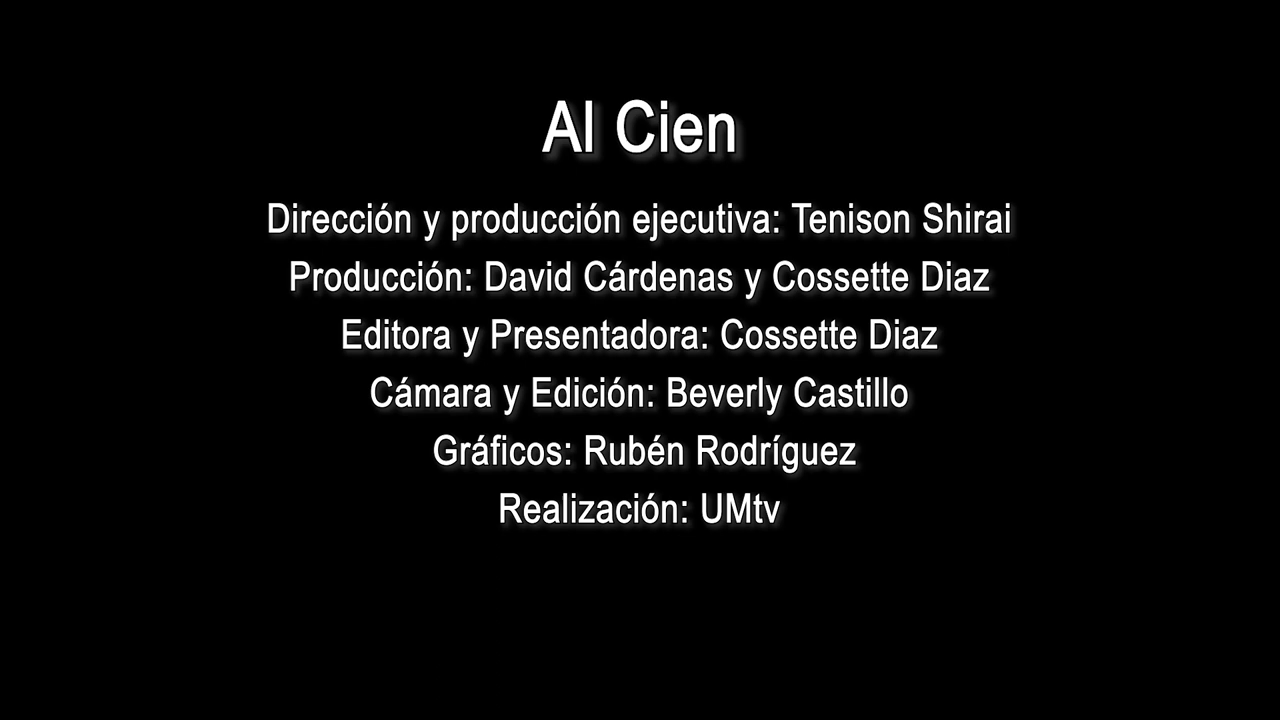 Al Cien
Dirección y producción ejecutiva: Tenison Shirai
Producción: David Cárdenas y Cossette Diaz
Editora y Presentadora: Cossette Diaz
Cámara y Edición: Beverly Castillo
Gráficos: Rubén Rodríguez
Realización: UMtv